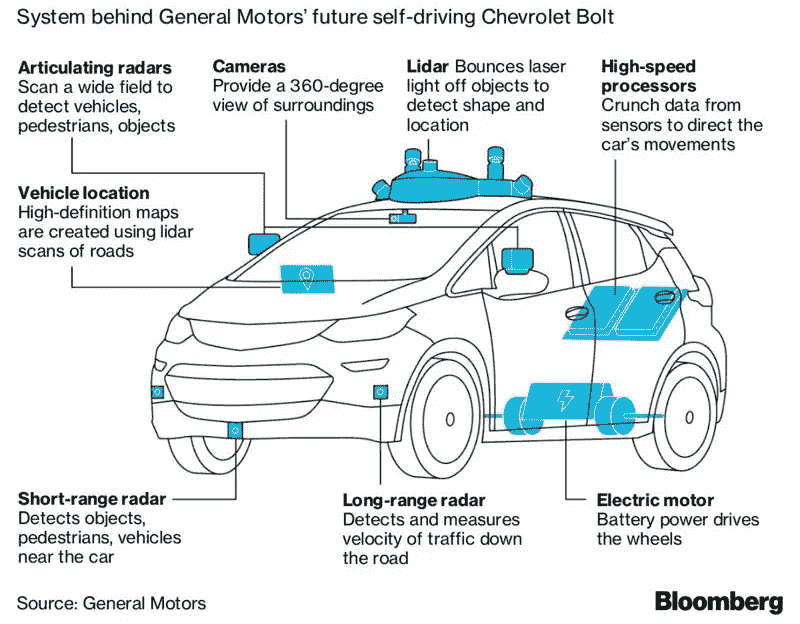 System behind General Motors' future self-driving Chevrolet Bolt
Articulating radars
Scan a wide field to
detect vehicles,
pedestrians, objects
Cameras
Provide a 360-degree
view of surroundings
Lidar Bounces laser
light off objects to
detect shape and
location
High-speed
processors
Crunch data from
sensors to direct the
car's movements
Vehicle location
High-definition maps
are created using lidar
scans of roads
Short-range radar
Detects objects,
pedestrians, vehicles
near the car
Long-range radar
Detects and measures
velocity of traffic down
the road
Electric motor
Battery power drives
the wheels
Source: General Motors
Bloomberg